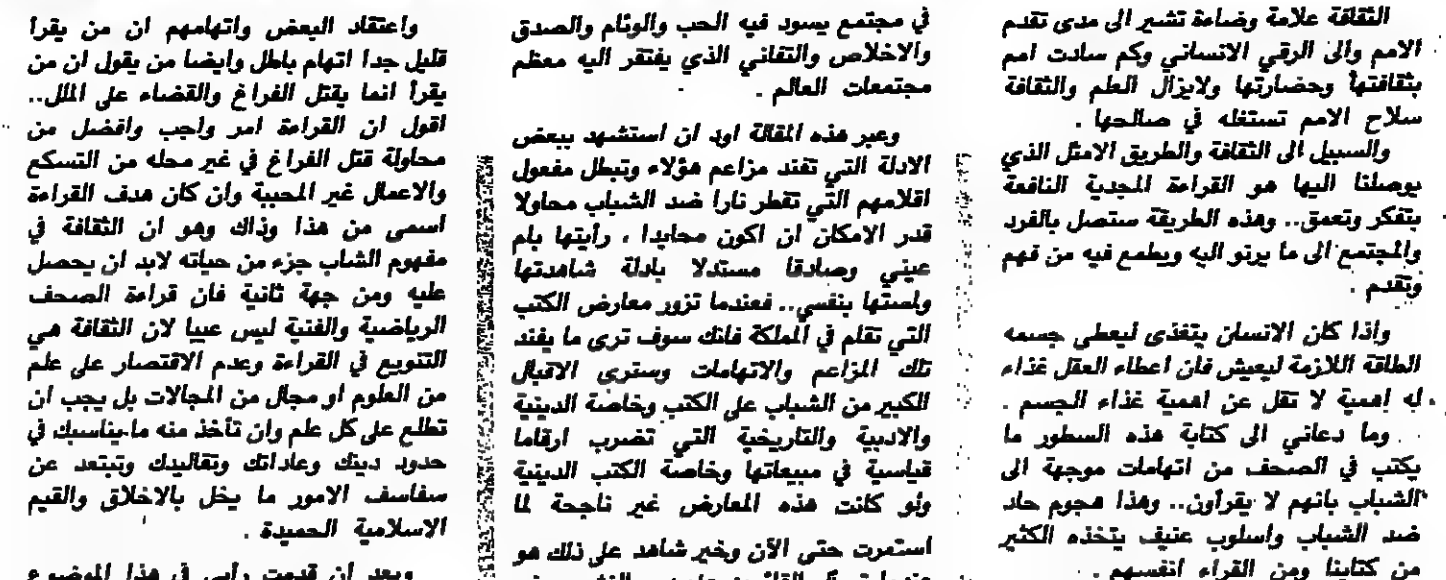 الثقافة علامة وضاءة تشير الى مدى تقدم
الامم والى الرقي الانساني وكم سادت امم
بثقافتها وحضارتها ولايزال العلم والثقافة
سلاح الامم تستغله في صالحها .
والسبيل الى الثقافة والطريق الامثل الذي
يوصلنا اليها هو القراءة المجدية النافعة
بتفكر وتعمق.. وهذه الطريقة ستصل بالفرد
والمجتمع الى ما يرنو اليه ويطمع فيه من فهم
وتقدم .
واذا كان الانسان يتغذى ليعطي جسمه
الطاقة اللازمة ليعيش فان اعطاء العقل غذاء
له اهمية لا تقل عن اهمية غذاء الجسم .
وما دعاني الى كتابة هذه السطور ما
يكتب في الصحف من اتهامات موجهة الى
الشباب بانهم لا يقرأون.. وهذا هجوم حاد
ضد الشباب واسلوب عنيف يتخذه الكثير
من كتابنا ومن القراء انفسهم .
في مجتمع يسود فيه الحب والوئام والصدق
والاخلاص والتفاني الذي يفتقر اليه معظم
مجتمعات العالم .
وعبر هذه المقالة اود ان استشهد ببعض
الادلة التي تفند مزاعم هؤلاء وتبطل مفعول
اقلامهم التي تقطر نارا ضد الشباب محاولا
قدر الامكان ان اكون محايدا ، رأيتها بام
عيني وصادقا مستدلا بادلة شاهدتها
ولمستها بنفسي.. فعندما تزور معارض الكتب
التي تقام في المملكة فانك سوف ترى ما يفند
تلك المزاعم والاتهامات وسترى الاقبال
الكبير من الشباب على الكتب وخاصة الدينية
والادبية والتاريخية التي تضرب ارقاما
قياسية في مبيعاتها وخاصة الكتب الدينية
ولو كانت هذه المعارض غير ناجحة لما
استمرت حتى الآن وخير شاهد على ذلك هو
واعتقاد البعض واتهامهم ان من يقرأ
قليل جدا اتهام باطل وايضا من يقول ان من
يقرأ انما يقتل الفراغ والقضاء على الملل..
اقول ان القراءة امر واجب وافضل من
محاولة قتل الفراغ في غير محله من التسكع
والاعمال غير المحببة وان كان هدف القراءة
اسمى من هذا وذاك وهو ان الثقافة في
مفهوم الشاب جزء من حياته لابد ان يحصل
عليه ومن جهة ثانية فان قراءة الصحف
الرياضية والفنية ليس عيبا لان الثقافة هي
التنويع في القراءة وعدم الاقتصار على علم
من العلوم او مجال من المجالات بل يجب ان
تطلع على كل علم وان تأخذ منه ما يناسبك في
حدود دينك وعاداتك وتقاليدك وتبتعد عن
سفاسف الامور ما يخل بالاخلاق والقيم
الاسلامية الحميدة .
وبعد ان قدمت رأيي في هذا الموضوع